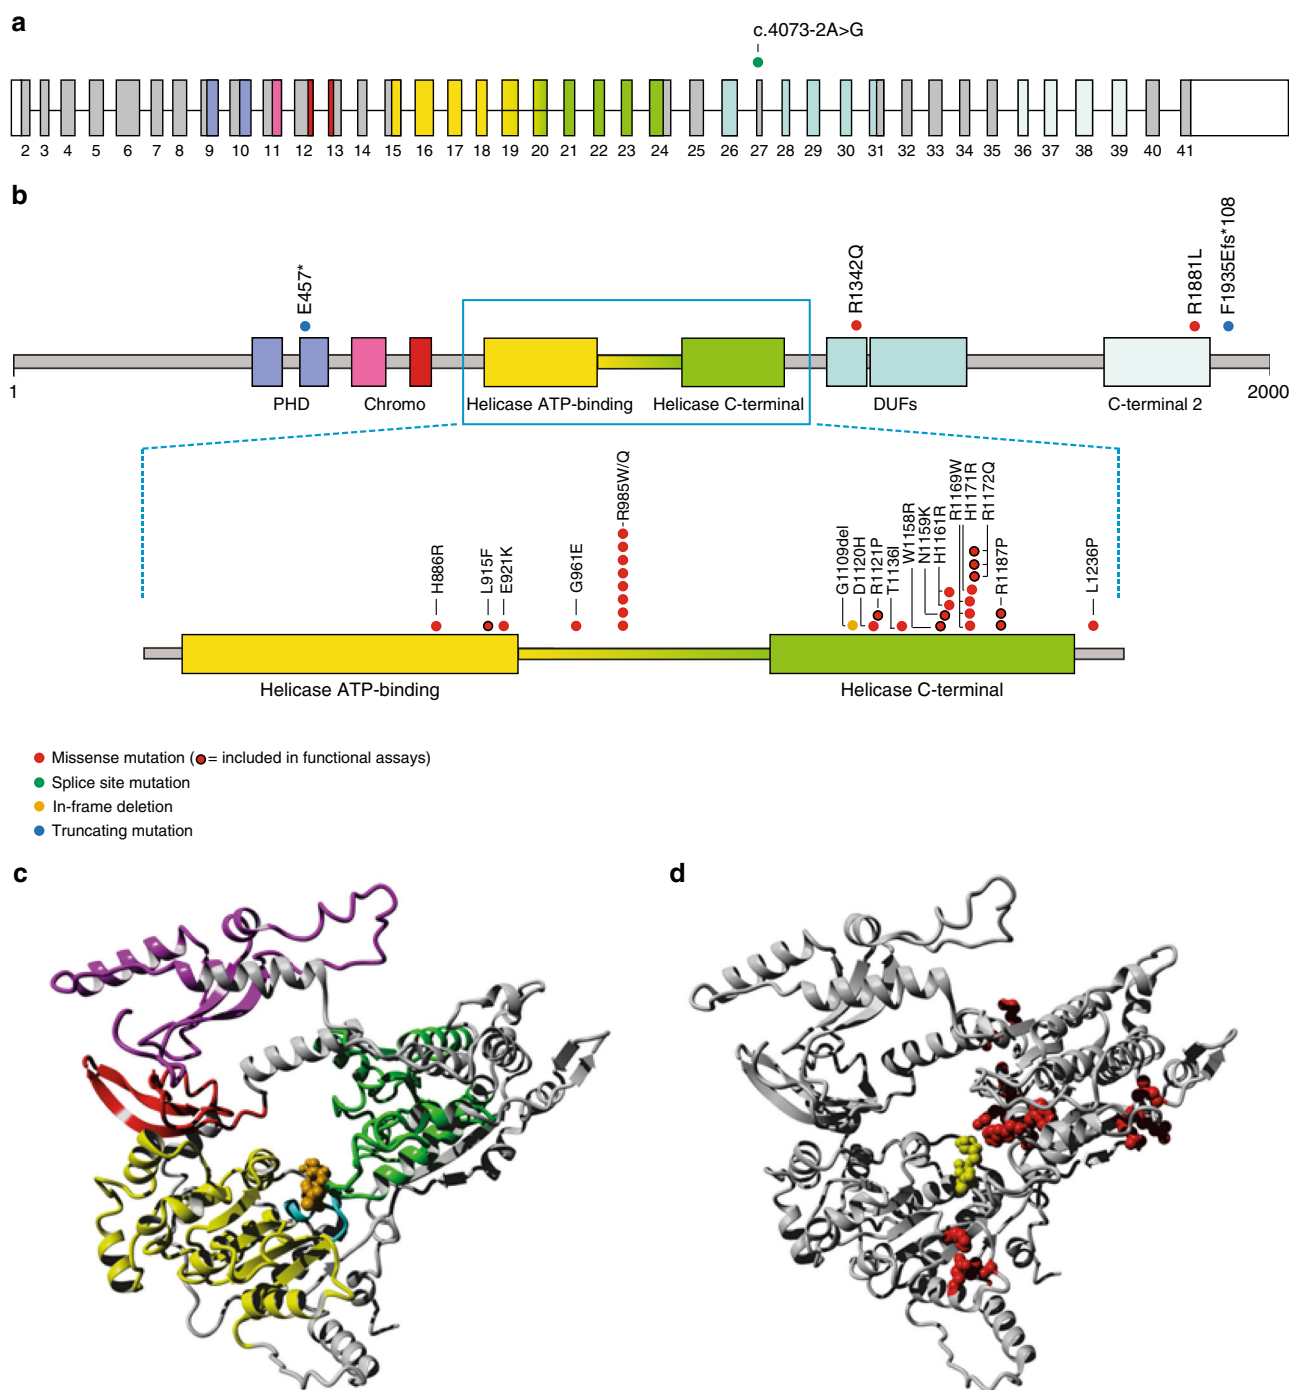 a
c.4073-2A>G
2 3 4 5 6 7 8 9 10 11 12 13 14 15 16 17 18 19 20 21 22 23 24 25 26 27 28 29 30 31 32 33 34 35 36 37 38 39 40 41
b
E457*
R1342Q
R1881L
F1935Efs*108
1
2000
PHD
Chromo
Helicase ATP-binding
Helicase C-terminal
DUFs
C-terminal 2
H886R
L915F
E921K
G961E
R985W/Q
G1109del
D1120H
R1121P
T1136I
W1158R
N1159K
H1161R
R1169W
H1171R
R1172Q
R1187P
L1236P
Helicase ATP-binding
Helicase C-terminal
Missense mutation (= included in functional assays)
Splice site mutation
In-frame deletion
Truncating mutation
c
d